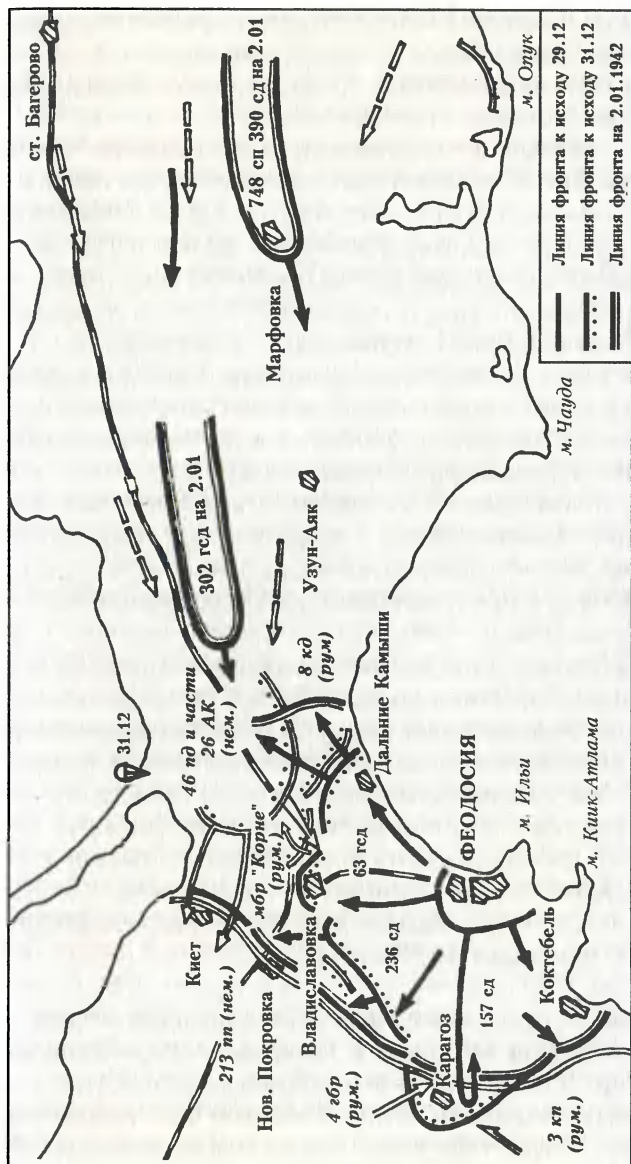 ст. Багерово
м. Опук
748 сп 390 сд на 2.01
Марфовка
м. Чауда
302 гсд на 2.01
Узун-Аяк
31.12
46 пд и части
26 АК
(нем.)
8 кд
(рум)
Дальние Камыши
мбр Корне
(рум.)
Киет
63 гсд
ФЕОДОСИЯ
м. Ильи
м. Киик-Атлама
Владиславовка
Нов. Покровка
217 пп (нем.)
236 сд
157 сд
Коктебель
4 гбр
(рум.)
Карагоз
3 кп
(рум.)
Линия фронта к исходу 29.12
Линия фронта к исходу 31.12
Линия фронта на 2.01.1942